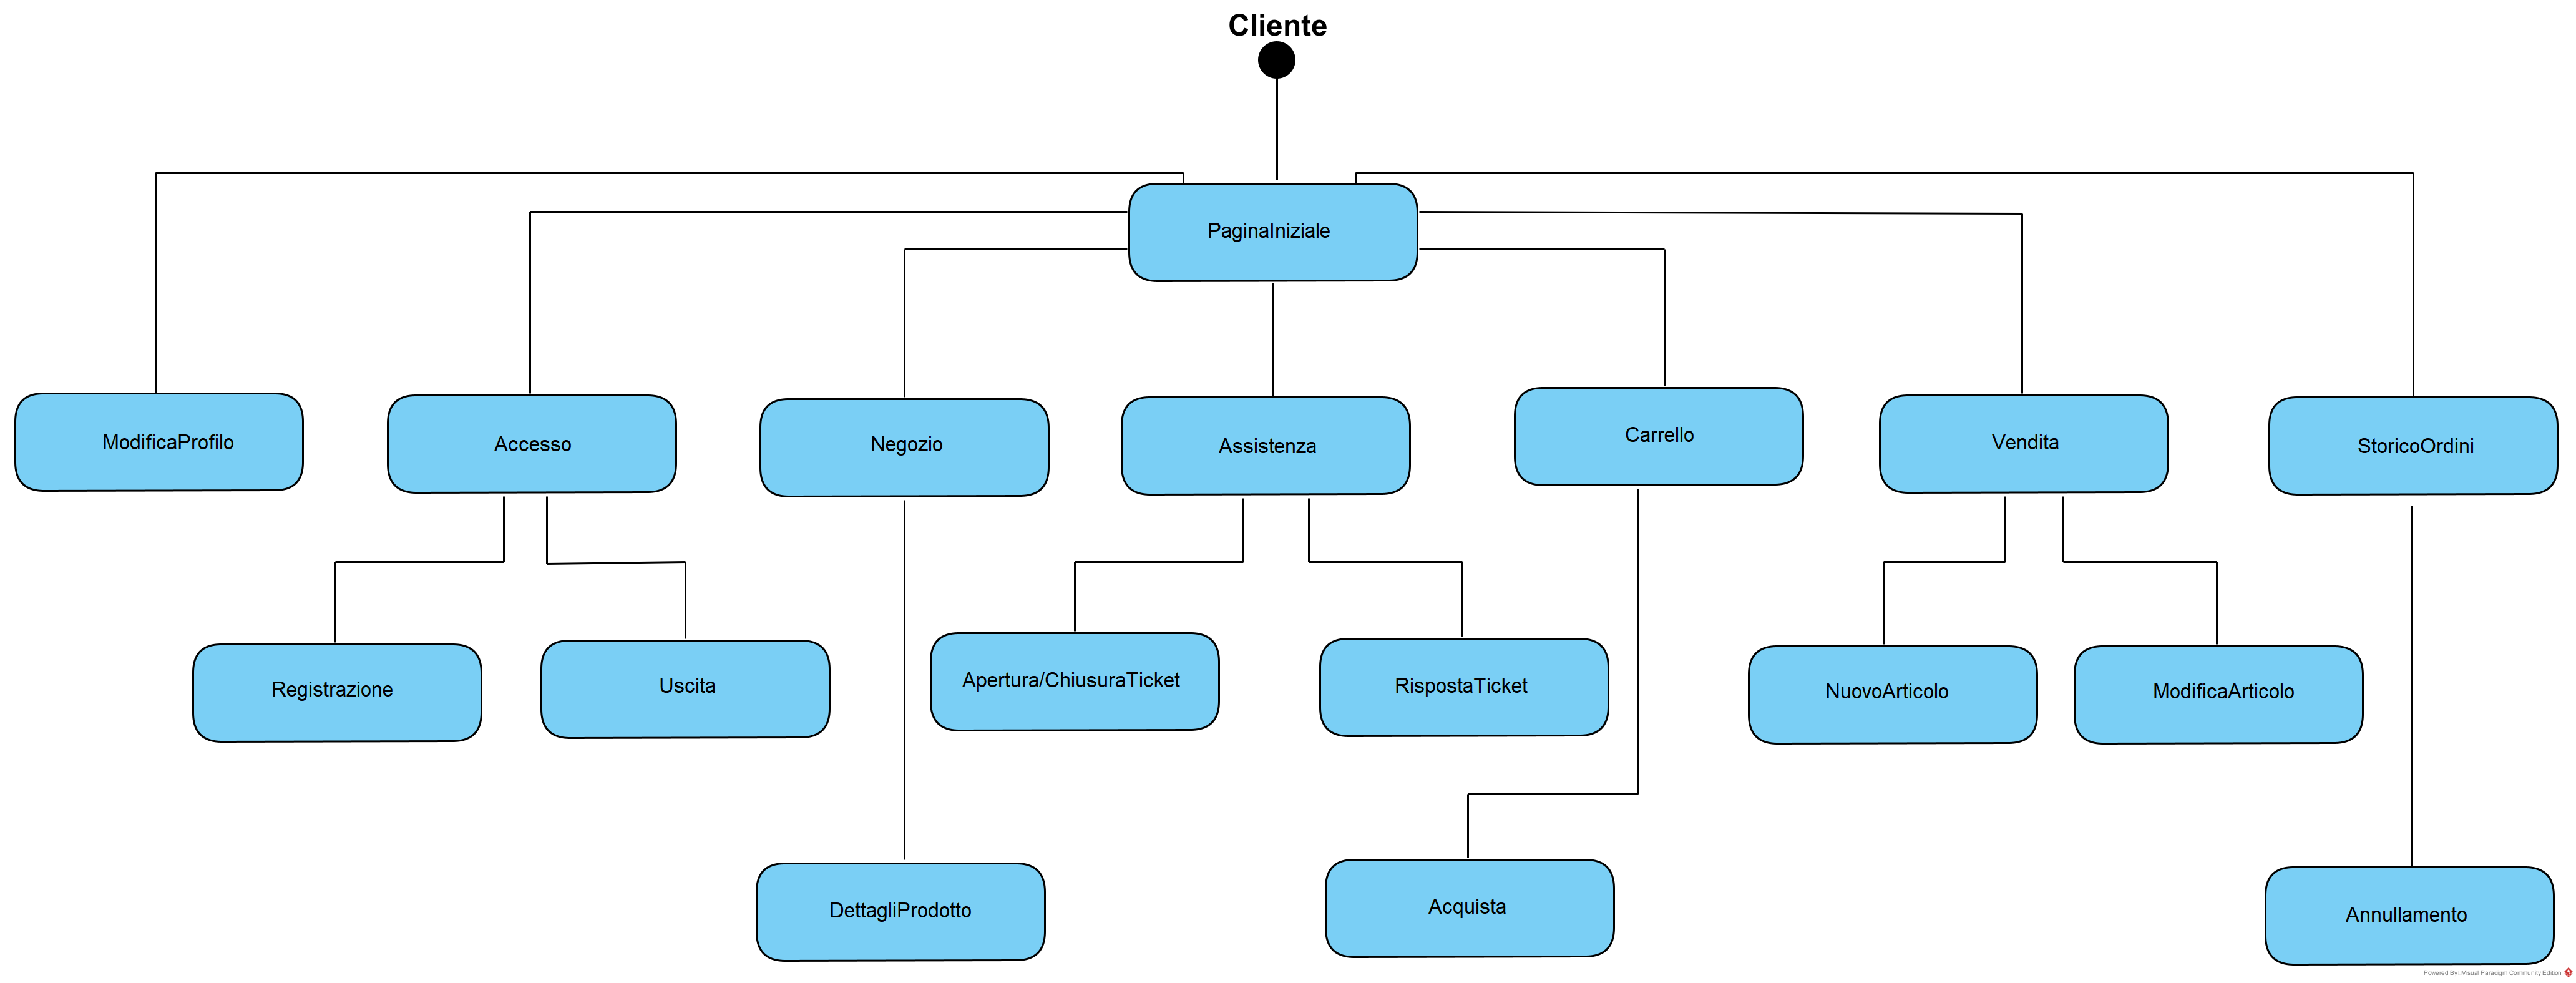 Cliente
PaginaIniziale
ModificaProfilo
Accesso
Negozio
Assistenza
Carrello
Vendita
StoricoOrdini
Registrazione
Uscita
Apertura/ChiusuraTicket
RispostaTicket
NuovoArticolo
ModificaArticolo
DettagliProdotto
Acquista
Annullamento
Powered By: Visual Paradigm Community Edition